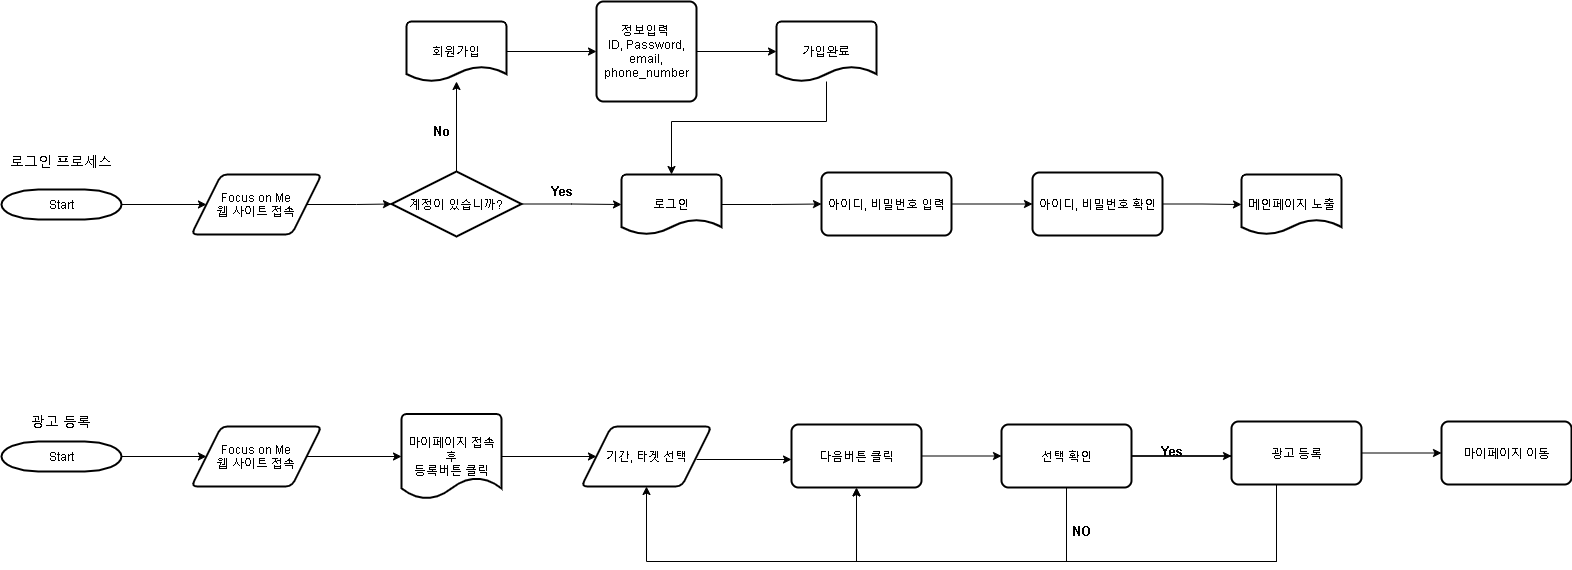 회원가입
정보입력
ID, Password,
email,
phone_number
가입완료
No
로그인 프로세스
Start
Focus on Me
웹 사이트 접속
계정이 있습니까?
Yes
로그인
아이디, 비밀번호 입력
아이디, 비밀번호 확인
메인페이지 노출
광고 등록
Start
Focus on Me
웹 사이트 접속
마이페이지 접속
후
등록버튼 클릭
기간, 타겟 선택
다음버튼 클릭
선택 확인
Yes
광고 등록
마이페이지 이동
NO